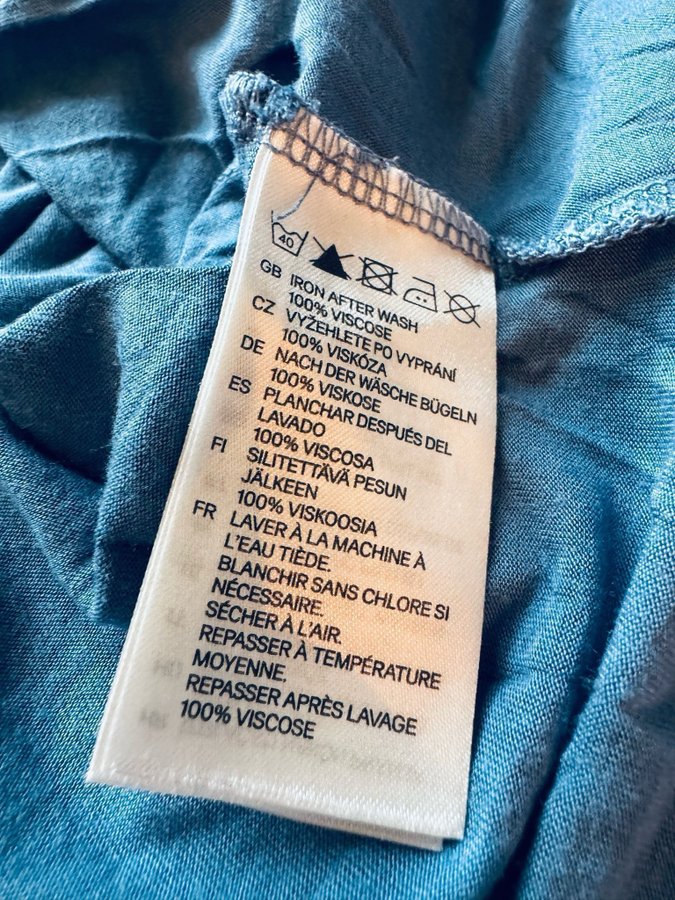 40
GB IRON AFTER WASH
100% VISCOSE
CZ VYŽEHLETE PO VYPRÁNÍ
100% VISKÓZA
DE NACH DER WÄSCHE BÜGELN
100% VISKOSE
ES PLANCHAR DESPUÉS DEL
LAVADO
100% VISCOSA
FI SILITETTÄVÄ PESUN
JÄLKEEN
100% VISKOOSIA
FR LAVER À LA MACHINE À
L'EAU TIÈDE.
BLANCHIR SANS CHLORE SI
NÉCESSAIRE.
SÉCHER À L'AIR.
REPASSER À TEMPÉRATURE
MOYENNE.
REPASSER APRÈS LAVAGE
100% VISCOSE